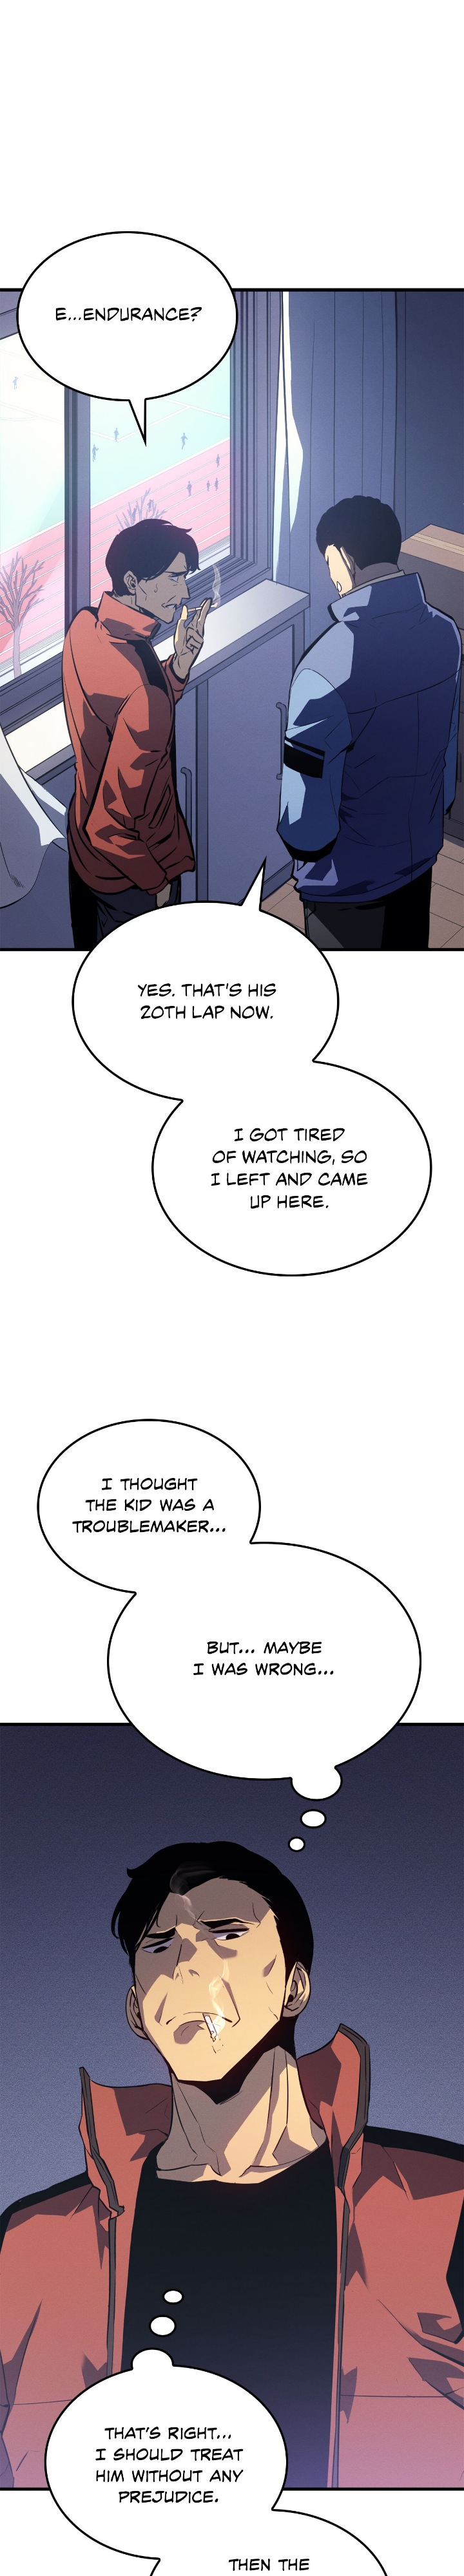 E...ENDURANCE?
YES. THAT'S HIS
20TH LAP NOW.
I GOT TIRED
OF WATCHING, SO
I LEFT AND CAME
UP HERE.
I THOUGHT
THE KID WAS A
TROUBLEMAKER...
BUT... MAYBE
I WAS WRONG...
THAT'S RIGHT...
I SHOULD TREAT
HIM WITHOUT ANY
PREJUDICE.
THEN THE